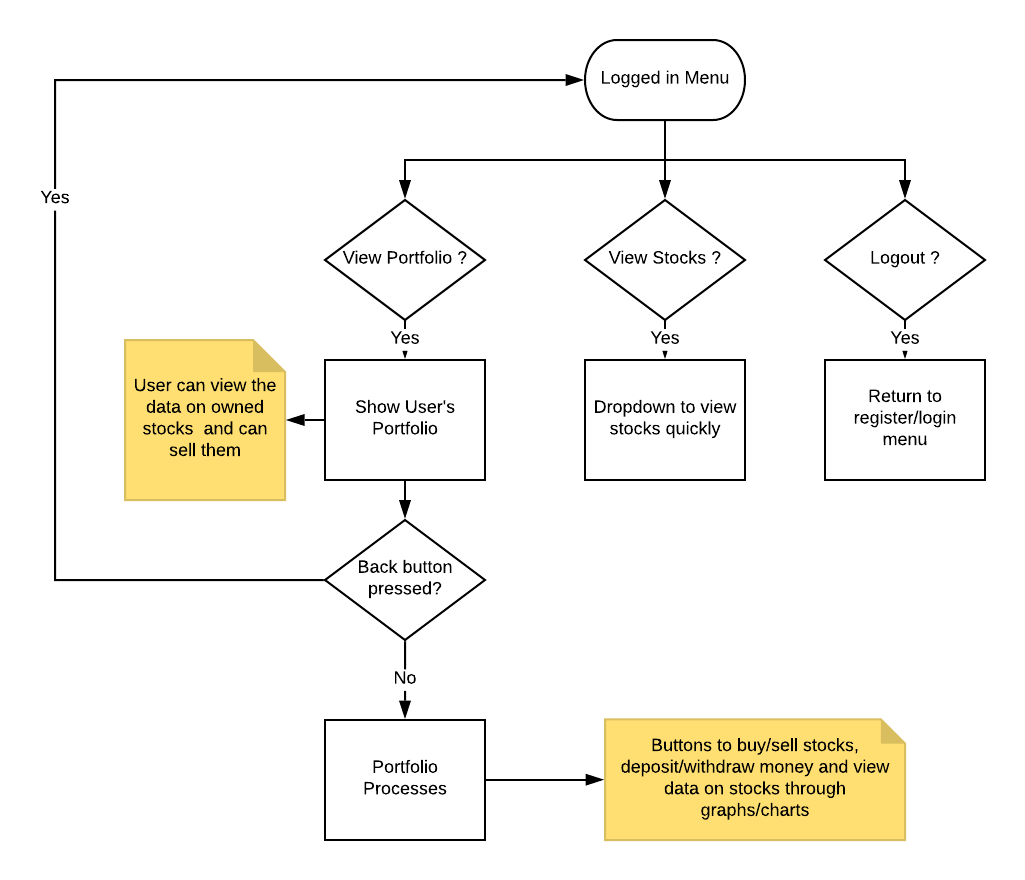 Logged in Menu
Yes
View Portfolio ?
View Stocks ?
Logout ?
Yes
Yes
Yes
User can view the
data on owned
stocks  and can
sell them
Show User's
Portfolio
Dropdown to view
stocks quickly
Return to
register/login
menu
Back button
pressed?
No
Portfolio
Processes
Buttons to buy/sell stocks,
deposit/withdraw money and view
data on stocks through
graphs/charts